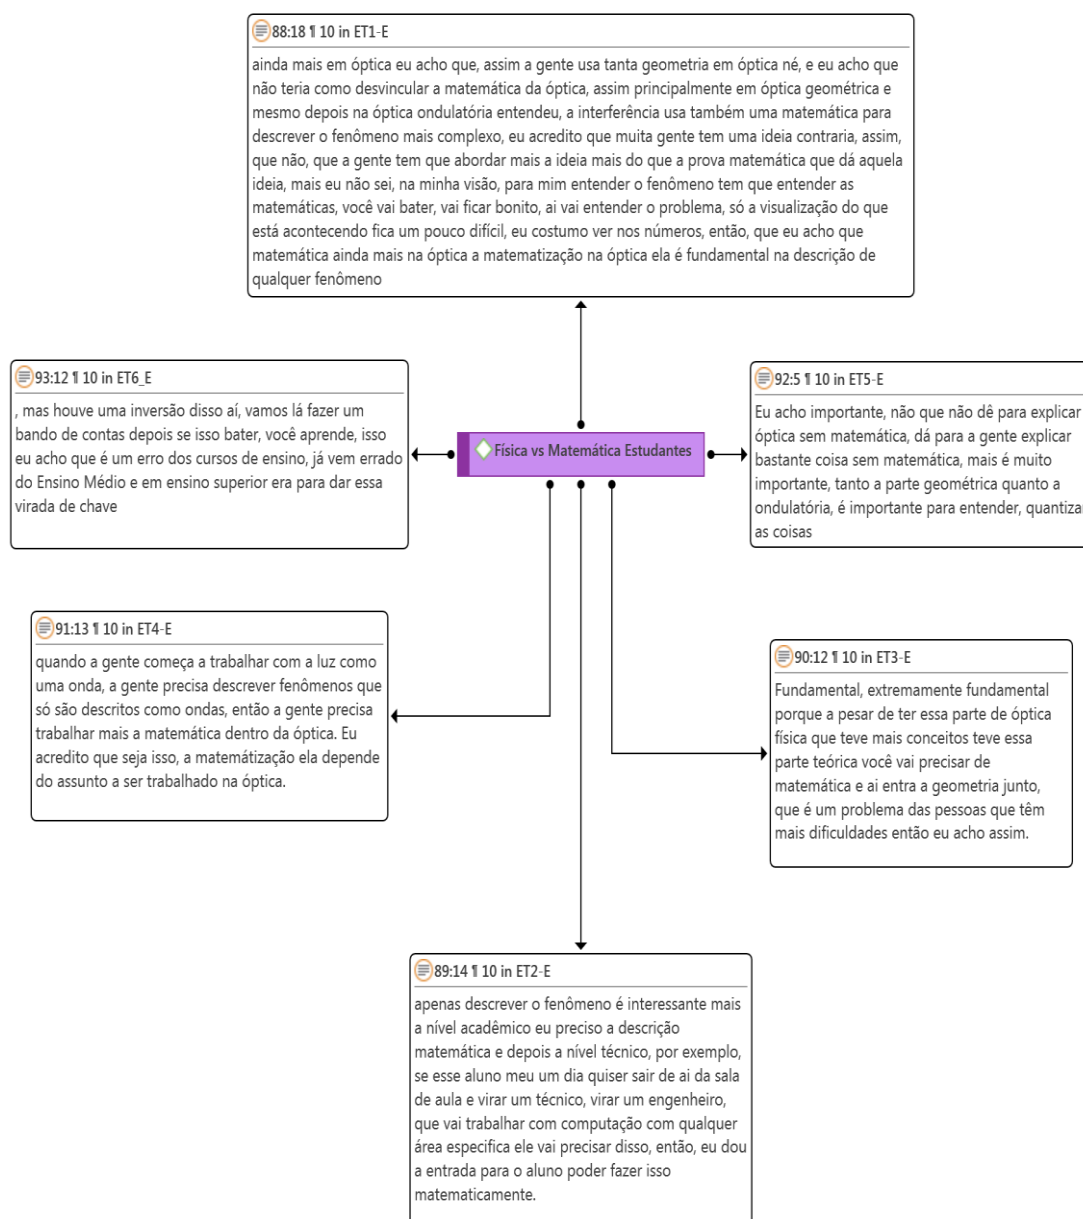 88:18 ¶ 10 in ET1-E
ainda mais em óptica eu acho que, assim a gente usa tanta geometria em óptica né, e eu acho que
não teria como desvincular a matemática da óptica, assim principalmente em óptica geométrica e
mesmo depois na óptica ondulatória entendeu, a interferência usa também uma matemática para
descrever o fenômeno mais complexo, eu acredito que muita gente tem uma ideia contraria, assim,
que não, que a gente tem que abordar mais a ideia mais do que a prova matemática que dá aquela
ideia, mais eu não sei, na minha visão, para mim entender o fenômeno tem que entender as
matemáticas, você vai bater, vai ficar bonito, ai vai entender o problema, só a visualização do que
está acontecendo fica um pouco difícil, eu costumo ver nos números, então, que eu acho que
matemática ainda mais na óptica a matematização na óptica ela é fundamental na descrição de
qualquer fenômeno
93:12 ¶ 10 in ET6_E
, mas houve uma inversão disso aí, vamos lá fazer um
bando de contas depois se isso bater, você aprende, isso
eu acho que é um erro dos cursos de ensino, já vem errado
do Ensino Médio e em ensino superior era para dar essa
virada de chave
Física vs Matemática Estudantes
92:5 ¶ 10 in ET5-E
Eu acho importante, não que não dê para explicar
óptica sem matemática, dá para a gente explicar
bastante coisa sem matemática, mais é muito
importante, tanto a parte geométrica quanto a
ondulatória, é importante para entender, quantizar
as coisas
91:13 ¶ 10 in ET4-E
quando a gente começa a trabalhar com a luz como
uma onda, a gente precisa descrever fenômenos que
só são descritos como ondas, então a gente precisa
trabalhar mais a matemática dentro da óptica. Eu
acredito que seja isso, a matemátização ela depende
do assunto a ser trabalhado na óptica.
90:12 ¶ 10 in ET3-E
Fundamental, extremamente fundamental
porque a pesar de ter essa parte de óptica
física que teve mais conceitos teve essa
parte teórica você vai precisar de
matemática e ai entra a geometria junto,
que é um problema das pessoas que têm
mais dificuldades então eu acho assim.
89:14 ¶ 10 in ET2-E
apenas descrever o fenômeno é interessante mais
a nível acadêmico eu preciso a descrição
matemática e depois a nível técnico, por exemplo,
se esse aluno meu um dia quiser sair de ai da sala
de aula e virar um técnico, virar um engenheiro,
que vai trabalhar com computação com qualquer
área especifica ele vai precisar disso, então, eu dou
a entrada para o aluno poder fazer isso
matematicamente.